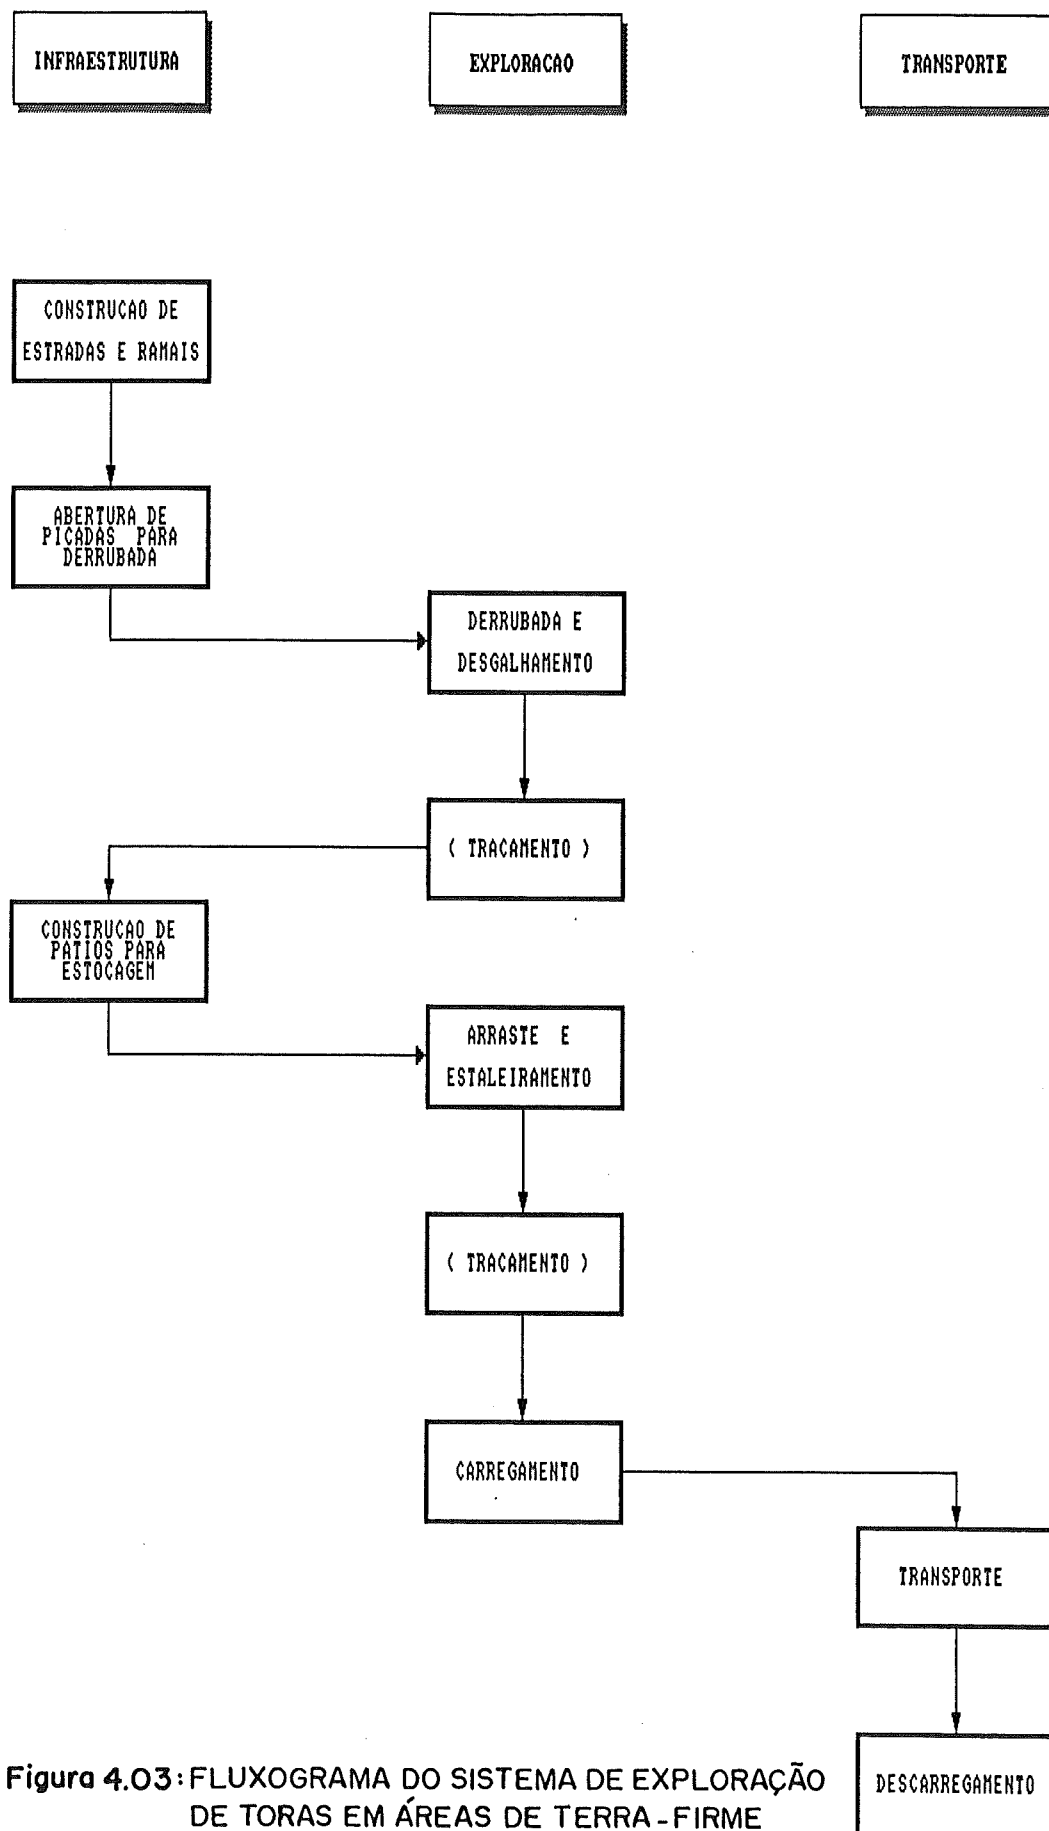 INFRAESTRUTURA
EXPLORACAO
TRANSPORTE
CONSTRUCAO DE
ESTRADAS E RAMAIS
ABERTURA DE
PICADAS PARA
DERRUBADA
DERRUBADA E
DESGALHAMENTO
( TRACAMENTO )
CONSTRUCAO DE
PATIOS PARA
ESTOCAGEM
ARRASTE E
ESTALEIRAMENTO
( TRACAMENTO )
CARREGAMENTO
TRANSPORTE
DESCARREGAMENTO
Figura 4.03: FLUXOGRAMA DO SISTEMA DE EXPLORAÇÃO
DE TORAS EM ÁREAS DE TERRA-FIRME